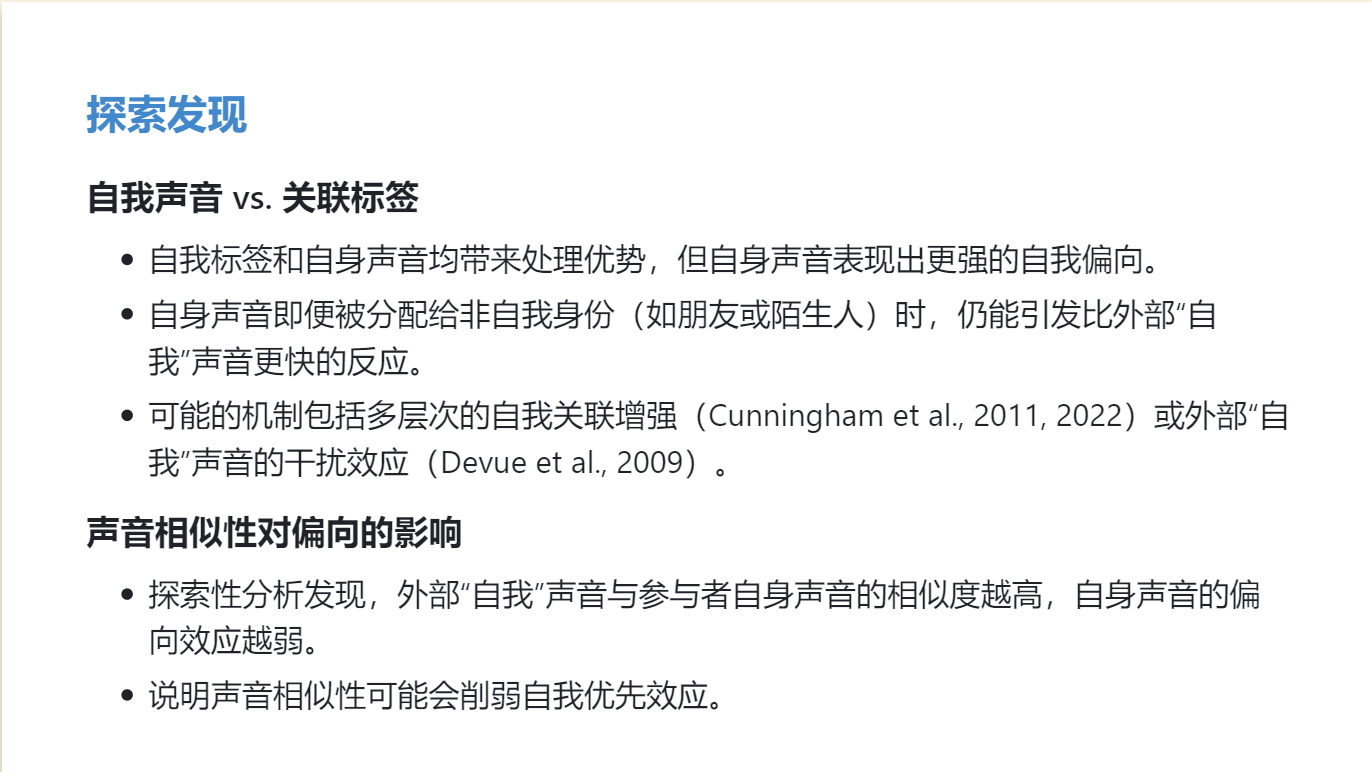 探索发现
自我声音 vs. 关联标签
• 自我标签和自身声音均带来处理优势，但自身声音表现出更强的自我偏向。
• 自身声音即便被分配给非自我身份（如朋友或陌生人）时，仍能引发比外部“自
我”声音更快的反应。
• 可能的机制包括多层次的自我关联增强（Cunningham et al., 2011, 2022）或外部“自
我”声音的干扰效应（Devue et al., 2009）。
声音相似性对偏向的影响
• 探索性分析发现，外部“自我”声音与参与者自身声音的相似度越高，自身声音的偏
向效应越弱。
• 说明声音相似性可能会削弱自我优先效应。